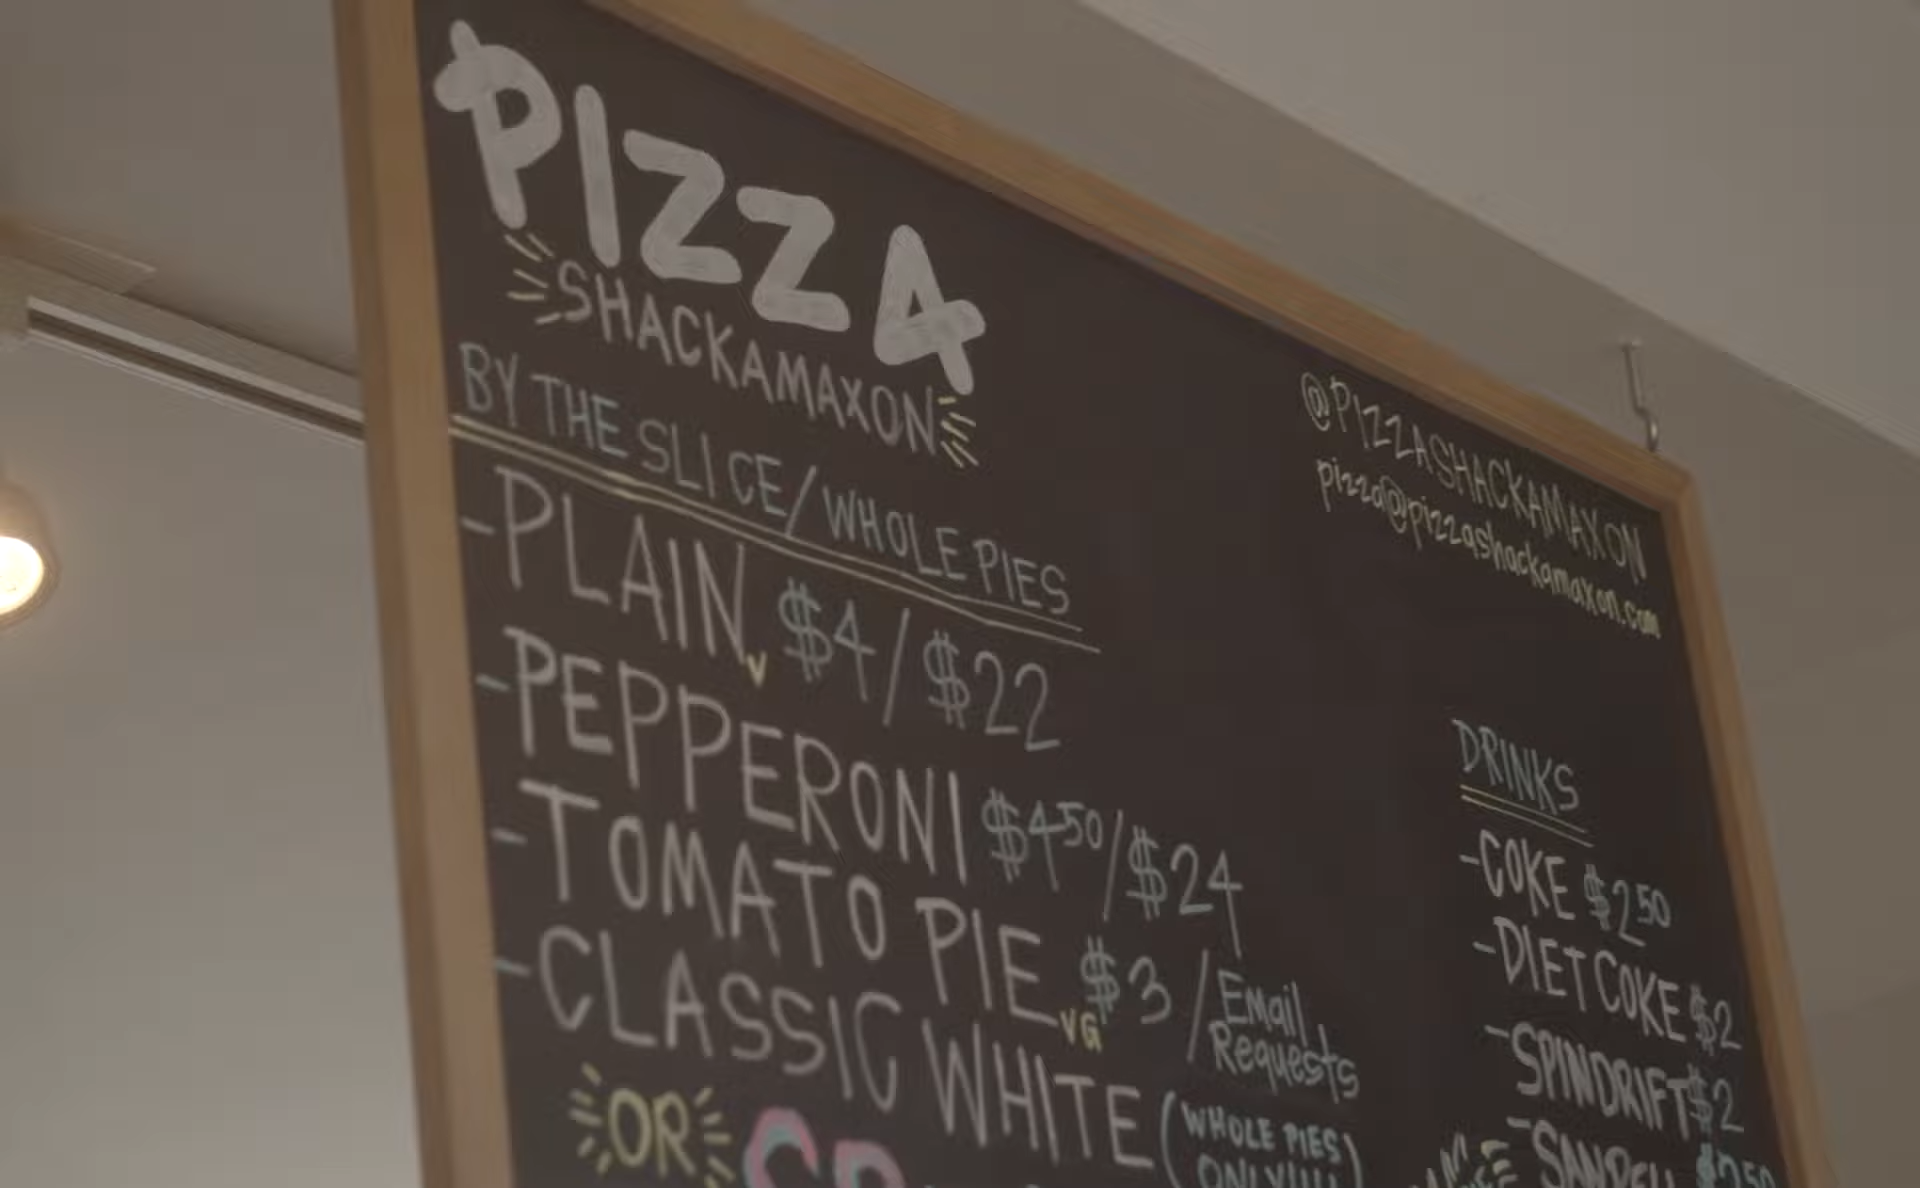 PIZZA
SHACKAMAXON
BY THE SLICE/WHOLE PIES
-PLAIN V $4/$22
-PEPPERONI $4 50/$24
-TOMATO PIE VG $3/Email Requests
-CLASSIC WHITE (WHOLE PIES ONLY!!!!)
OR
@PIZZASHACKAMAXON
pizza@pizzashackamaxon.com
DRINKS
-COKE $2 50
-DIET COKE $2
-SPINDRIFT $2